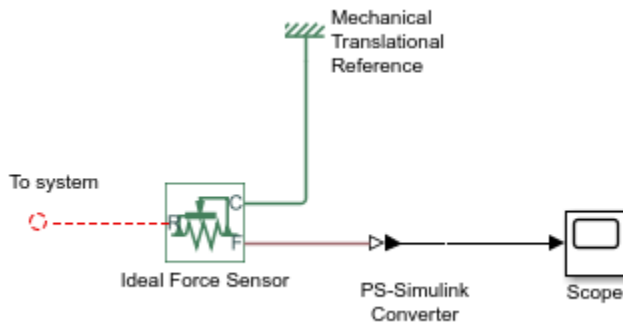 Mechanical
Translational
Reference
To system
R
C
F
Ideal Force Sensor
PS-Simulink
Converter
Scope